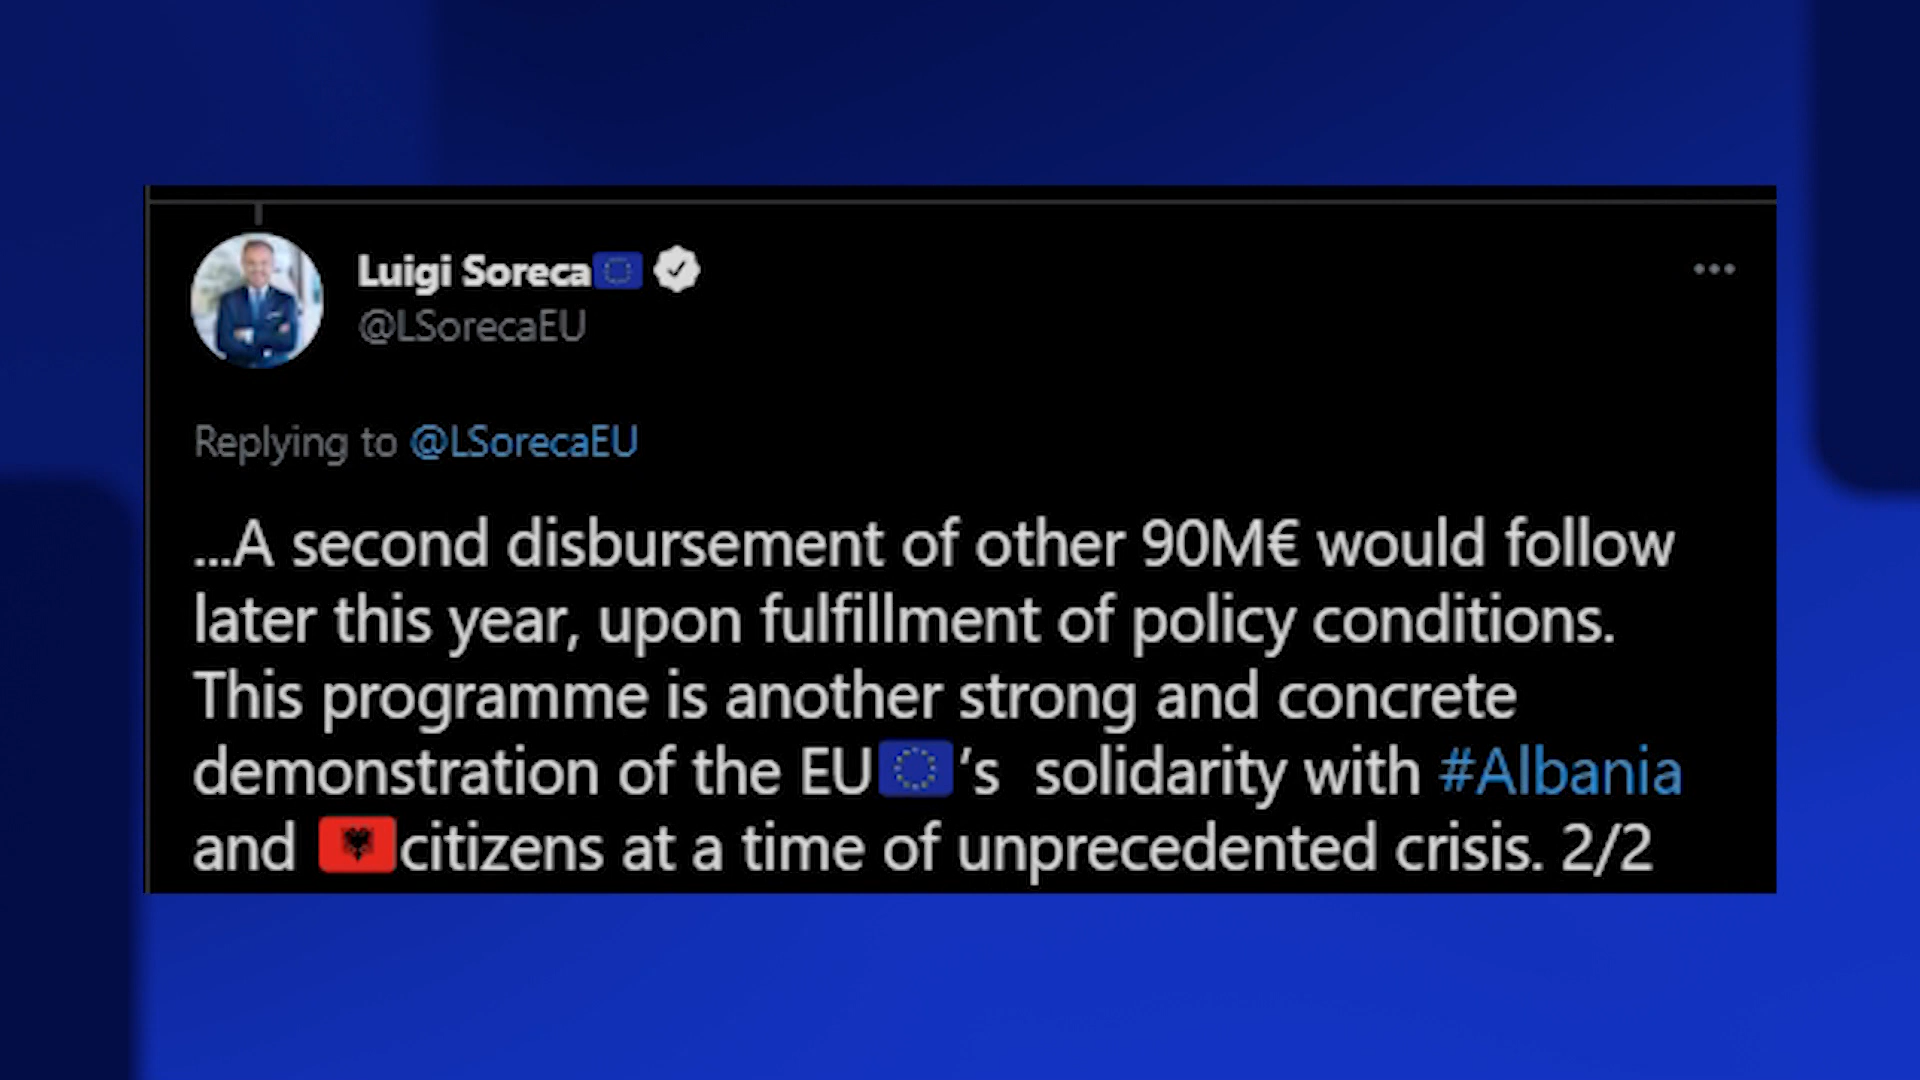 Luigi Soreca🇪🇺
@LSorecaEU
Replying to @LSorecaEU
...A second disbursement of other 90M€ would follow
later this year, upon fulfillment of policy conditions.
This programme is another strong and concrete
demonstration of the EU🇪🇺's  solidarity with #Albania
and 🇦🇱citizens at a time of unprecedented crisis. 2/2